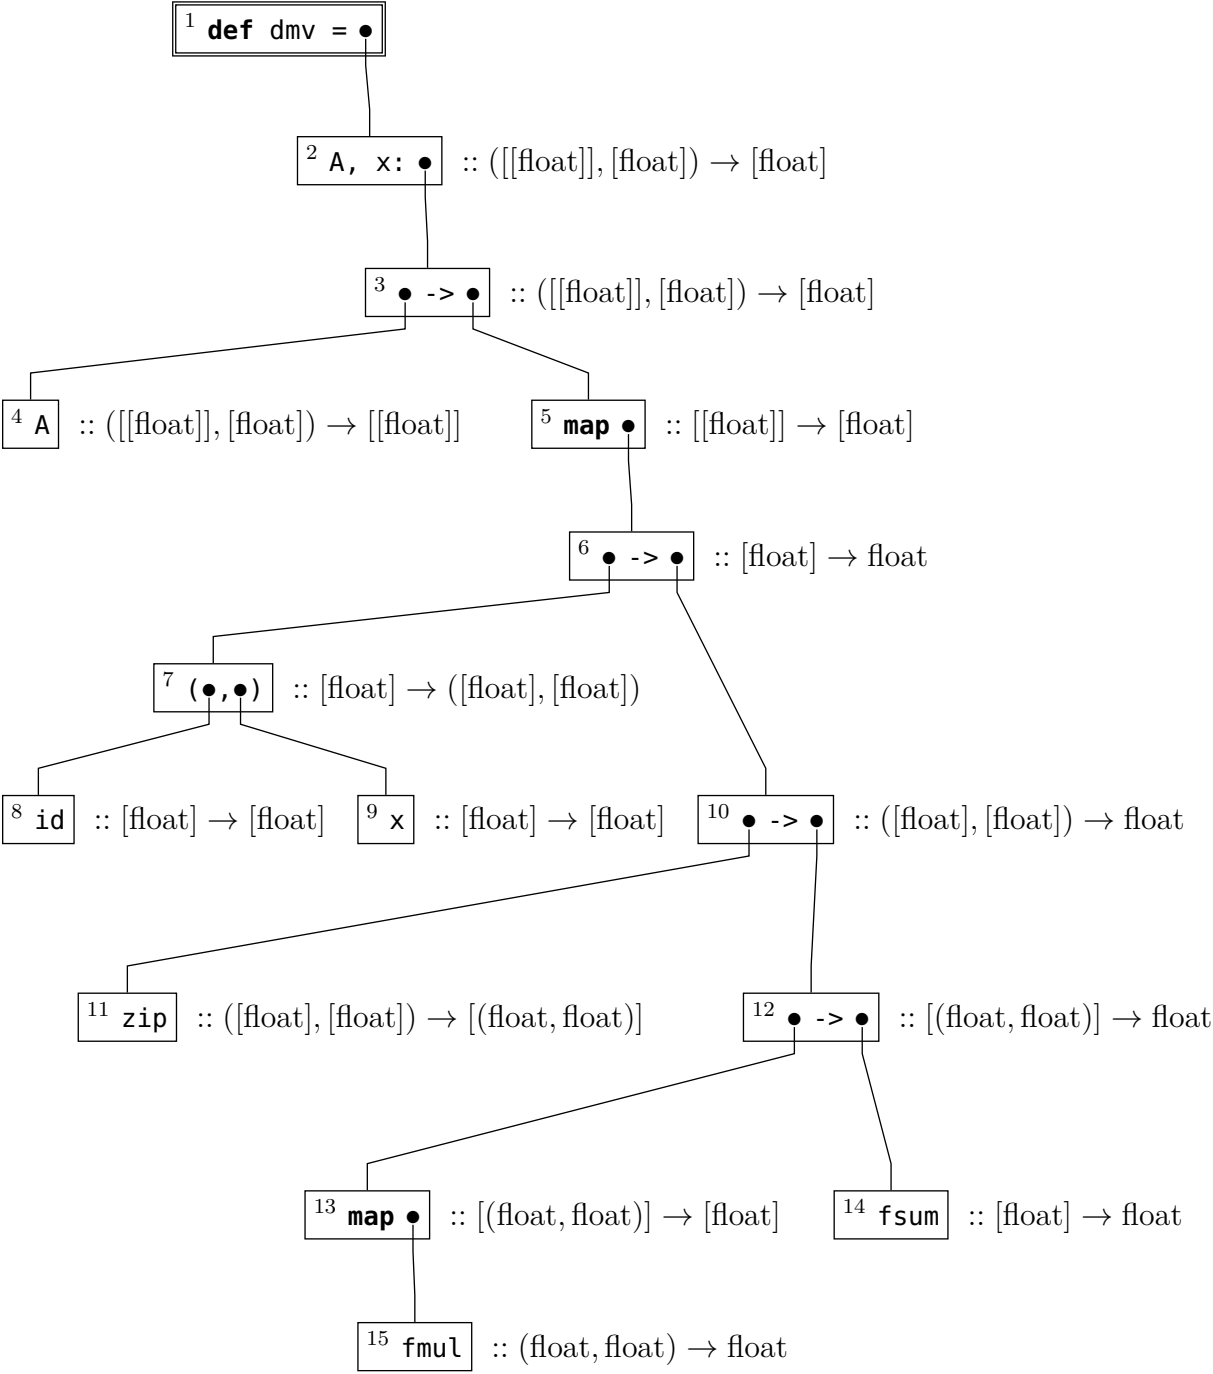 1 def dmv = ●
2 A, x: ● :: ([[float]], [float]) → [float]
3 ● -> ● :: ([[float]], [float]) → [float]
4 A :: ([[float]], [float]) → [[float]]
5 map ● :: [[float]] → [float]
6 ● -> ● :: [float] → float
7 (●,●) :: [float] → ([float], [float])
8 id :: [float] → [float]
9 x :: [float] → [float]
10 ● -> ● :: ([float], [float]) → float
11 zip :: ([float], [float]) → [(float, float)]
12 ● -> ● :: [(float, float)] → float
13 map ● :: [(float, float)] → [float]
14 fsum :: [float] → float
15 fmul :: (float, float) → float